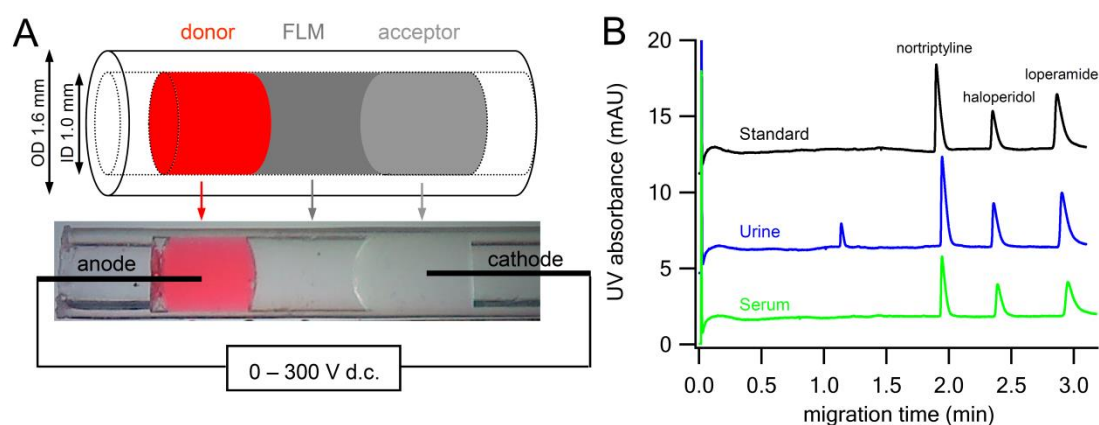 A
donor FLM acceptor
OD 1.6 mm
ID 1.0 mm
anode
cathode
0 – 300 V d.c.
B
UV absorbance (mAU)
20
15
10
5
0
nortriptyline
haloperidol
loperamide
Standard
Urine
Serum
0.0 0.5 1.0 1.5 2.0 2.5 3.0
migration time (min)